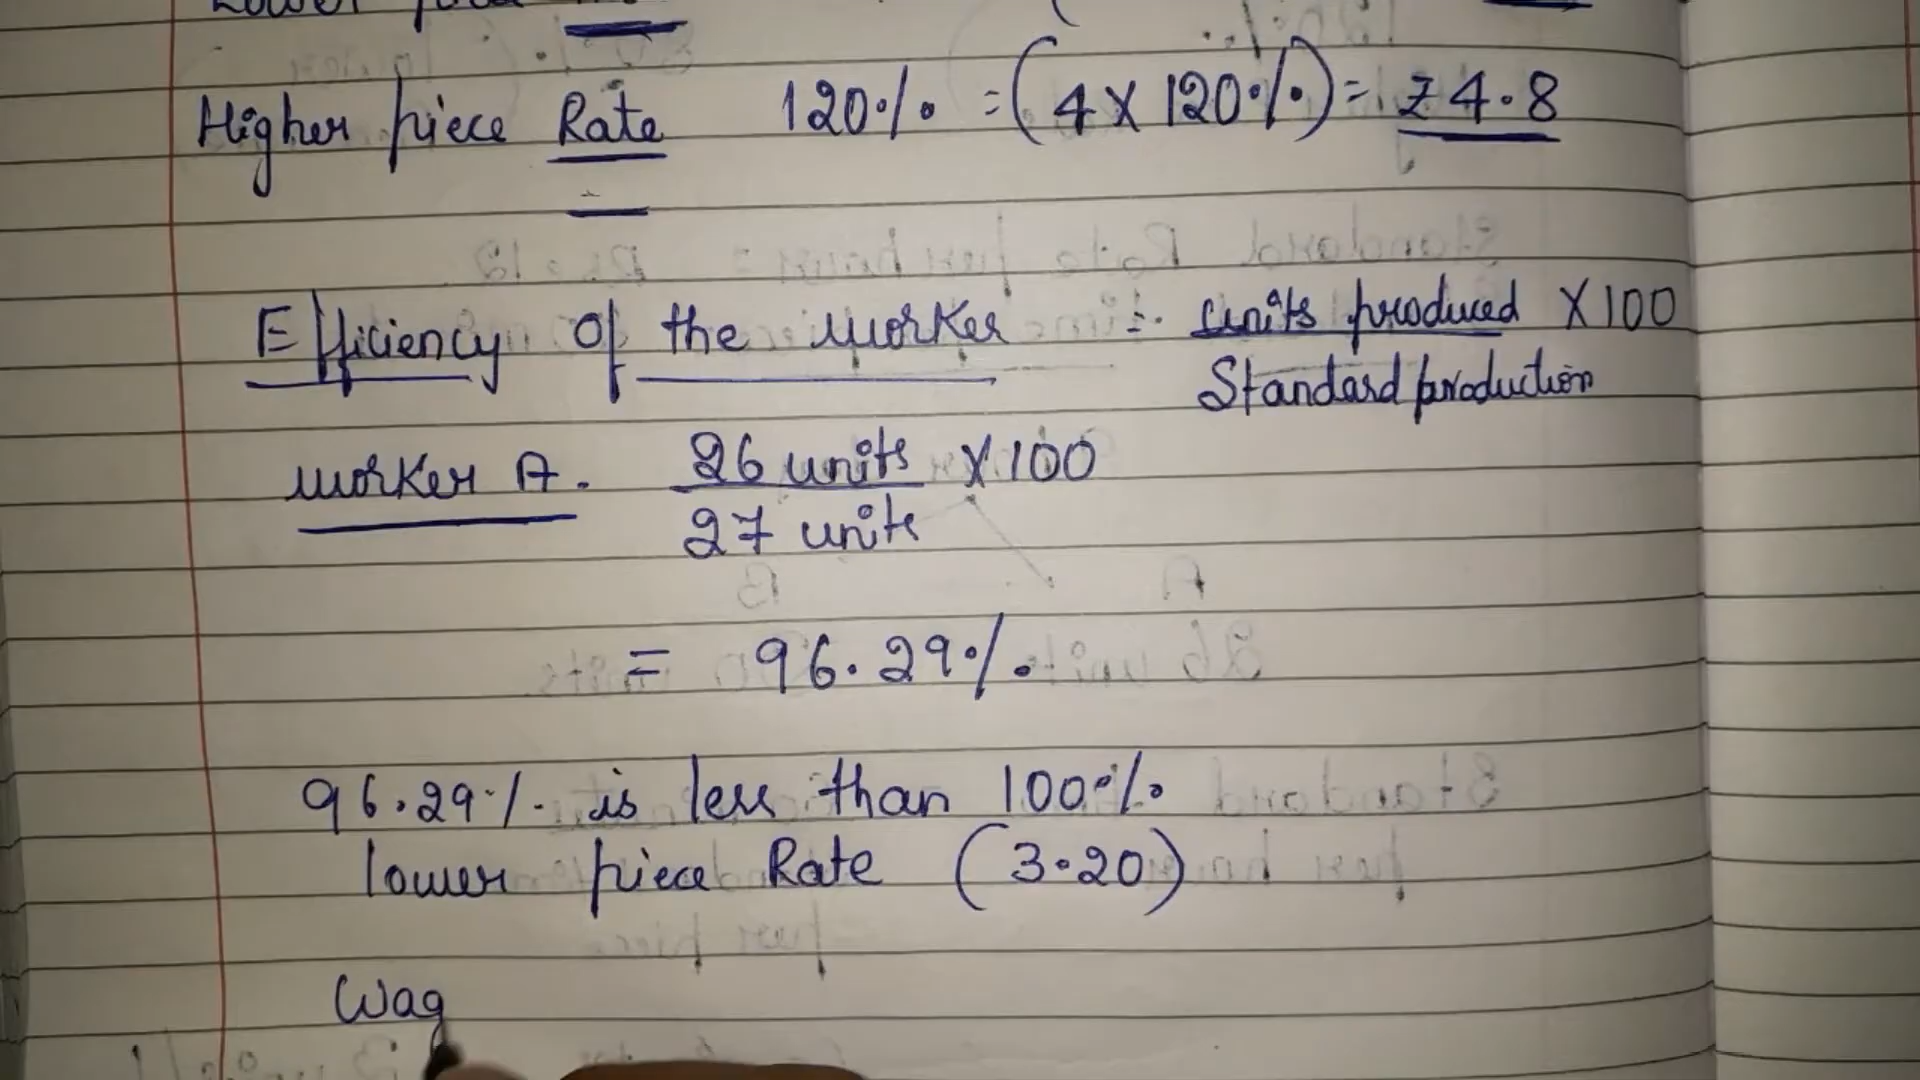 Higher piece Rate 120% = (4 X 120%) = ₹4.8
Efficiency Of the worker :- units produced X 100
Standard production
worker A. 26 units X 100
27 units
= 96.29%
96.29% is less than 100%
lower piece Rate (3.20)
Wag